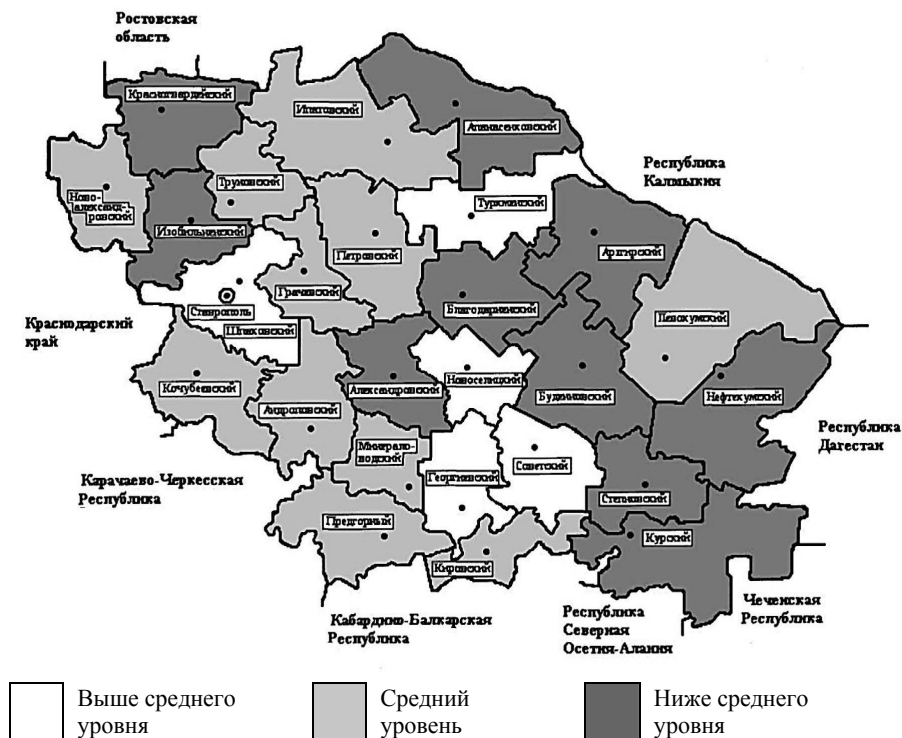 Ростовская
область
Красногвардейский
Ипатовский
Апанасенковский
Республика
Калмыкия
Труновский
Ново-
александ-
ровский
Туркменский
Изобильненский
Петровский
Арзгирский
Грачевский
Благодарненский
Ставрополь
Левокумский
Краснодарский
край
Шпаковский
Кочубеевский
Александровский
Новоселицкий
Буденновский
Нефтекумский
Андроповский
Республика
Дагестан
Минерало-
водский
Советский
Карачаево-Черкесская
Республика
Георгиевский
Степновский
Предгорный
Курский
Кировский
Кабардино-Балкарская
Республика
Республика
Северная
Осетия-Алания
Чеченская
Республика
Выше среднего
уровня
Средний
уровень
Ниже среднего
уровня